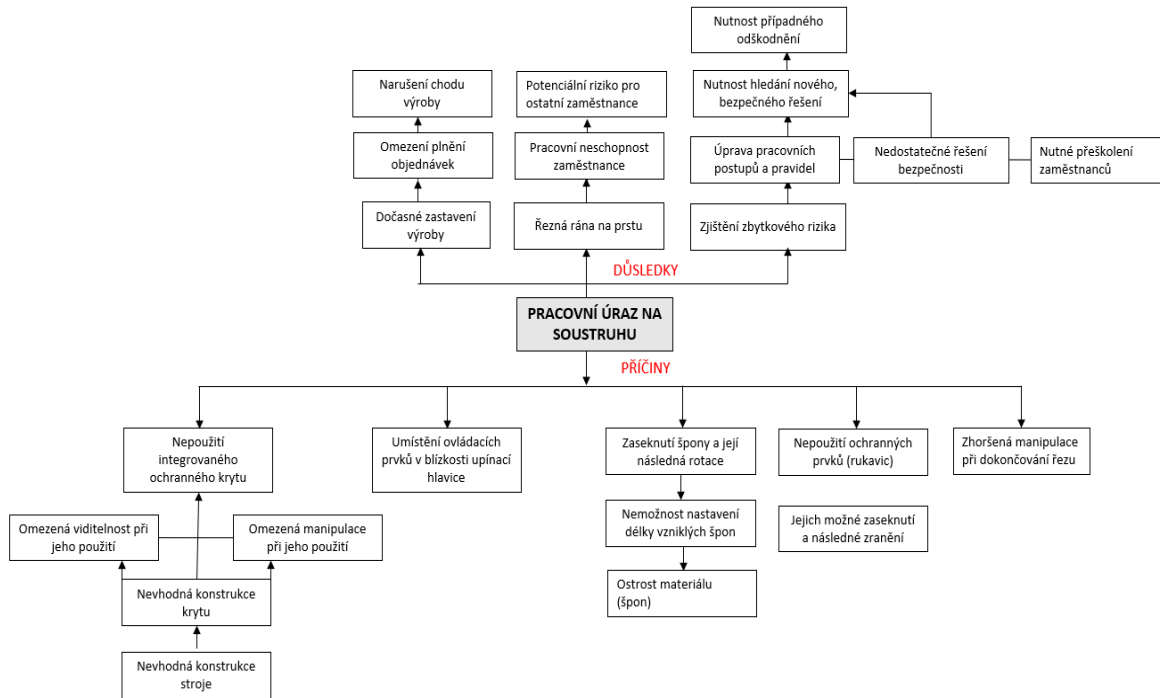 Nutnost případného
odškodnění
Narušení chodu
výroby
Potenciální riziko pro
ostatní zaměstnance
Nutnost hledání nového,
bezpečného řešení
Omezení plnění
objednávek
Pracovní neschopnost
zaměstnance
Úprava pracovních
postupů a pravidel
Nedostatečné řešení
bezpečnosti
Nutné přeškolení
zaměstnanců
Dočasné zastavení
výroby
Řezná rána na prstu
Zjištění zbytkového rizika
DŮSLEDKY
PRACOVNÍ ÚRAZ NA
SOUSTRUHU
PŘÍČINY
Nepoužití
integrovaného
ochranného krytu
Umístění ovládacích
prvků v blízkosti upínací
hlavice
Zaseknutí špony a její
následná rotace
Nepoužití ochranných
prvků (rukavic)
Zhoršená manipulace
při dokončování řezu
Omezená viditelnost při
jeho použití
Omezená manipulace
při jeho použití
Nemožnost nastavení
délky vzniklých špon
Jejich možné zaseknutí
a následné zranění
Nevhodná konstrukce
krytu
Ostrost materiálu
(špon)
Nevhodná konstrukce
stroje